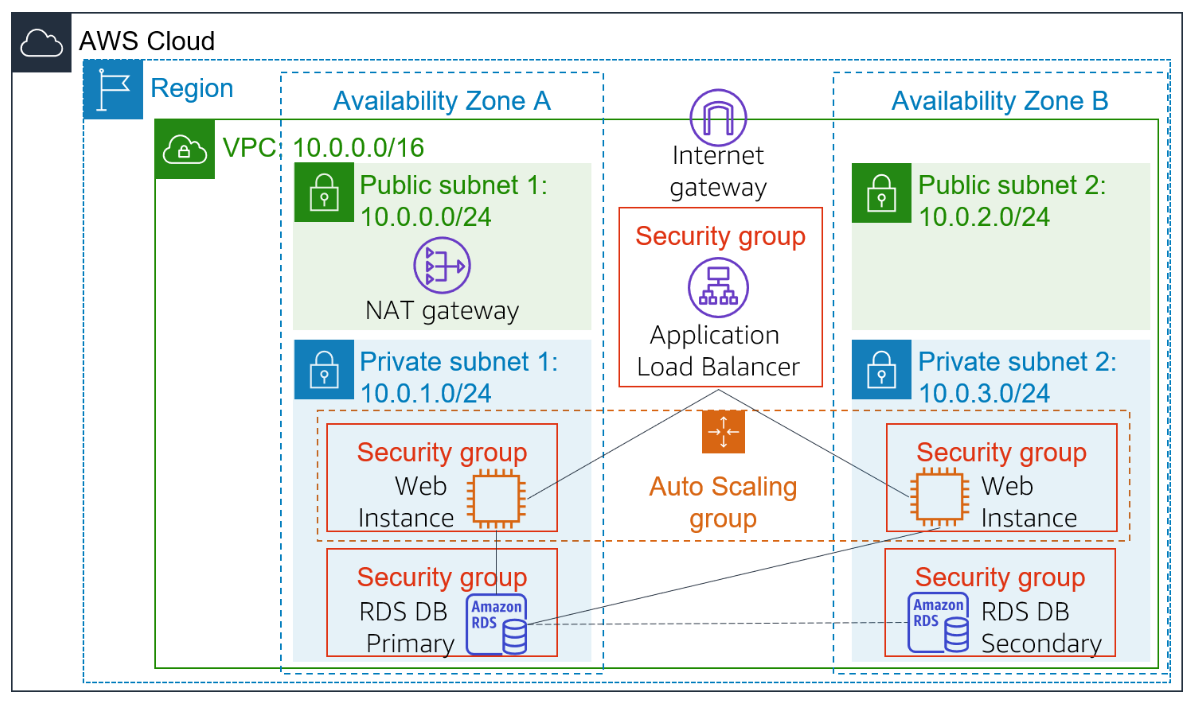 AWS Cloud
Region
Availability Zone A
Availability Zone B
VPC: 10.0.0.0/16
Internet
gateway
Public subnet 1:
10.0.0.0/24
NAT gateway
Security group
Application
Load Balancer
Public subnet 2:
10.0.2.0/24
Private subnet 1:
10.0.1.0/24
Private subnet 2:
10.0.3.0/24
Security group
Web
Instance
Auto Scaling
group
Security group
Web
Instance
Security group
RDS DB
Primary
Amazon
RDS
Security group
Amazon
RDS
RDS DB
Secondary